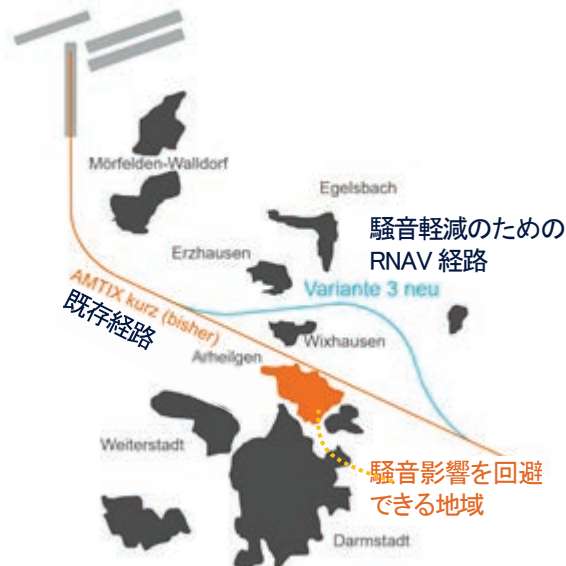 Mörfelden-Walldorf
Egelsbach
騒音軽減のための
RNAV 経路
Erzhausen
Variante 3 neu
AMTIX kurz (bisher)
既存経路
Wixhausen
Arheilgen
Weiterstadt
騒音影響を回避
できる地域
Darmstadt